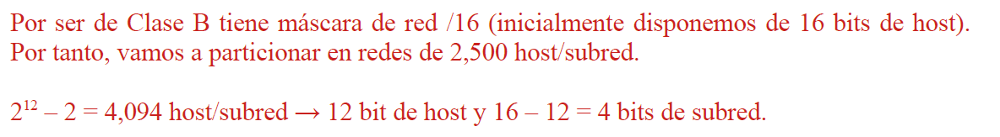 Por ser de Clase B tiene máscara de red /16 (inicialmente disponemos de 16 bits de host).
Por tanto, vamos a particionar en redes de 2,500 host/subred.
2¹² – 2 = 4,094 host/subred → 12 bit de host y 16 – 12 = 4 bits de subred.